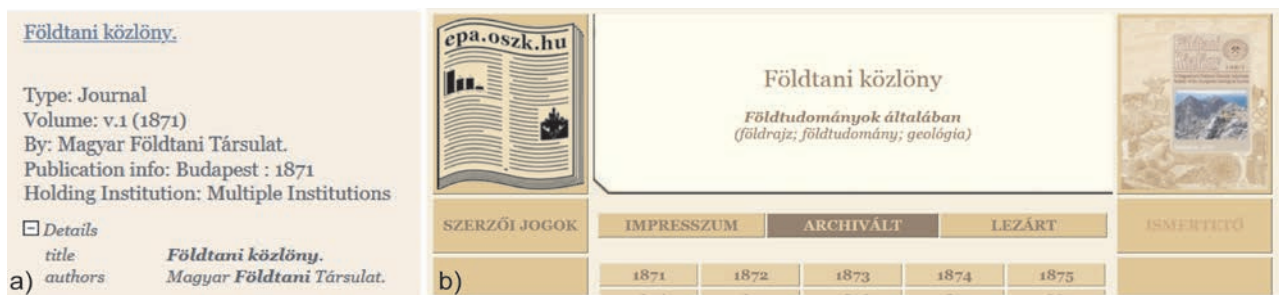 Földtani közlöny.
Type: Journal
Volume: v.1 (1871)
By: Magyar Földtani Társulat.
Publication info: Budapest : 1871
Holding Institution: Multiple Institutions
Details
title Földtani közlöny.
authors Magyar Földtani Társulat.
a)
epa.oszk.hu
Földtani közlöny
Földtudományok általában
(földrajz; földtudomány; geológia)
Földtani
Közlöny
SZERZŐI JOGOK
IMPRESSZUM
ARCHIVÁLT
LEZÁRT
ISMERTETŐ
1871 1872 1873 1874 1875
b)